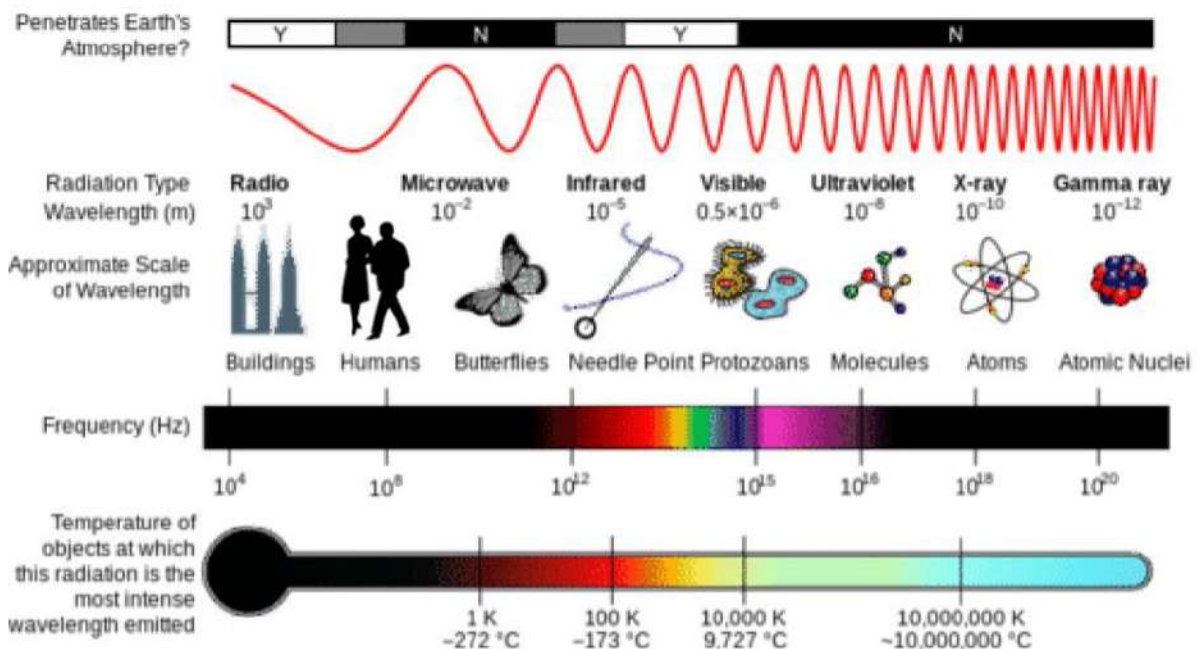 Penetrates Earth's
Atmosphere?
Y N Y N
Radiation Type
Radio Microwave Infrared Visible Ultraviolet X-ray Gamma ray
Wavelength (m)
10³ 10⁻² 10⁻⁵ 0.5×10⁻⁶ 10⁻⁸ 10⁻¹⁰ 10⁻¹²
Approximate Scale
of Wavelength
Buildings Humans Butterflies Needle Point Protozoans Molecules Atoms Atomic Nuclei
Frequency (Hz)
10⁴ 10⁸ 10¹² 10¹⁵ 10¹⁶ 10¹⁸ 10²⁰
Temperature of
objects at which
this radiation is the
most intense
wavelength emitted
1 K 100 K 10,000 K 10,000,000 K
−272 °C −173 °C 9,727 °C ~10,000,000 °C